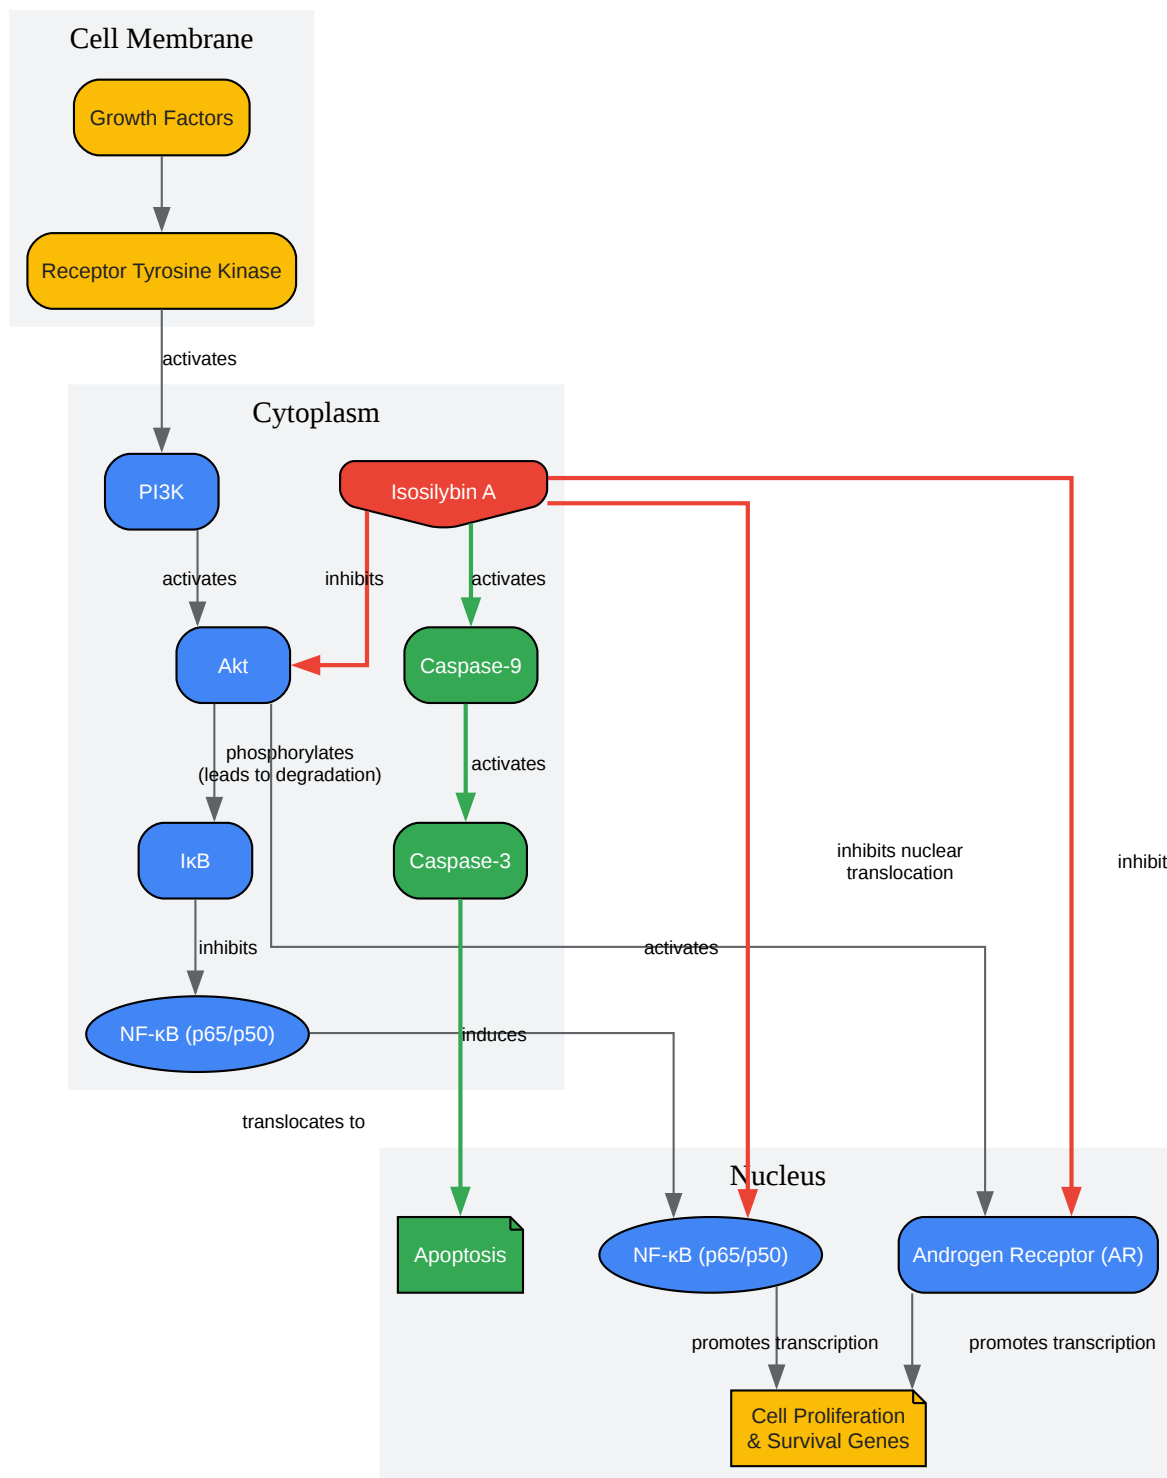 Cell Membrane
Growth Factors
Receptor Tyrosine Kinase
activates
Cytoplasm
PI3K
Isosilybin A
activates
inhibits
activates
Akt
Caspase-9
phosphorylates
(leads to degradation)
activates
IκB
Caspase-3
inhibits nuclear
translocation
inhibit
inhibits
activates
NF-κB (p65/p50)
induces
translocates to
Nucleus
Apoptosis
NF-κB (p65/p50)
Androgen Receptor (AR)
promotes transcription
promotes transcription
Cell Proliferation
& Survival Genes